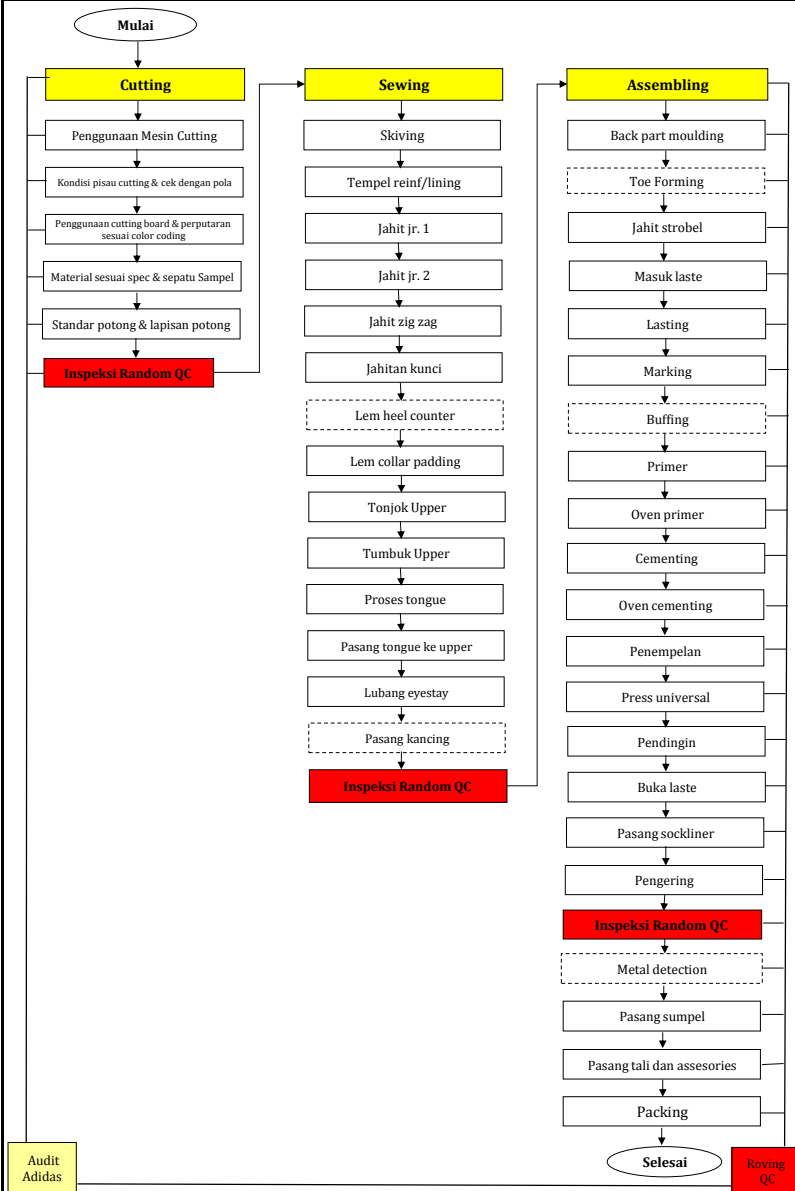 Mulai
Cutting
Penggunaan Mesin Cutting
Kondisi pisau cutting & cek dengan pola
Penggunaan cutting board & perputaran
sesuai color coding
Material sesuai spec & sepatu Sampel
Standar potong & lapisan potong
Inspeksi Random QC
Sewing
Skiving
Tempel reinf/lining
Jahit jr. 1
Jahit jr. 2
Jahit zig zag
Jahitan kunci
Lem heel counter
Lem collar padding
Tonjok Upper
Tumbuk Upper
Proses tongue
Pasang tongue ke upper
Lubang eyestay
Pasang kancing
Inspeksi Random QC
Assembling
Back part moulding
Toe Forming
Jahit strobel
Masuk laste
Lasting
Marking
Buffing
Primer
Oven primer
Cementing
Oven cementing
Penempelan
Press universal
Pendingin
Buka laste
Pasang sockliner
Pengering
Inspeksi Random QC
Metal detection
Pasang sumpel
Pasang tali dan assesories
Packing
Selesai
Audit
Adidas
Roving
QC